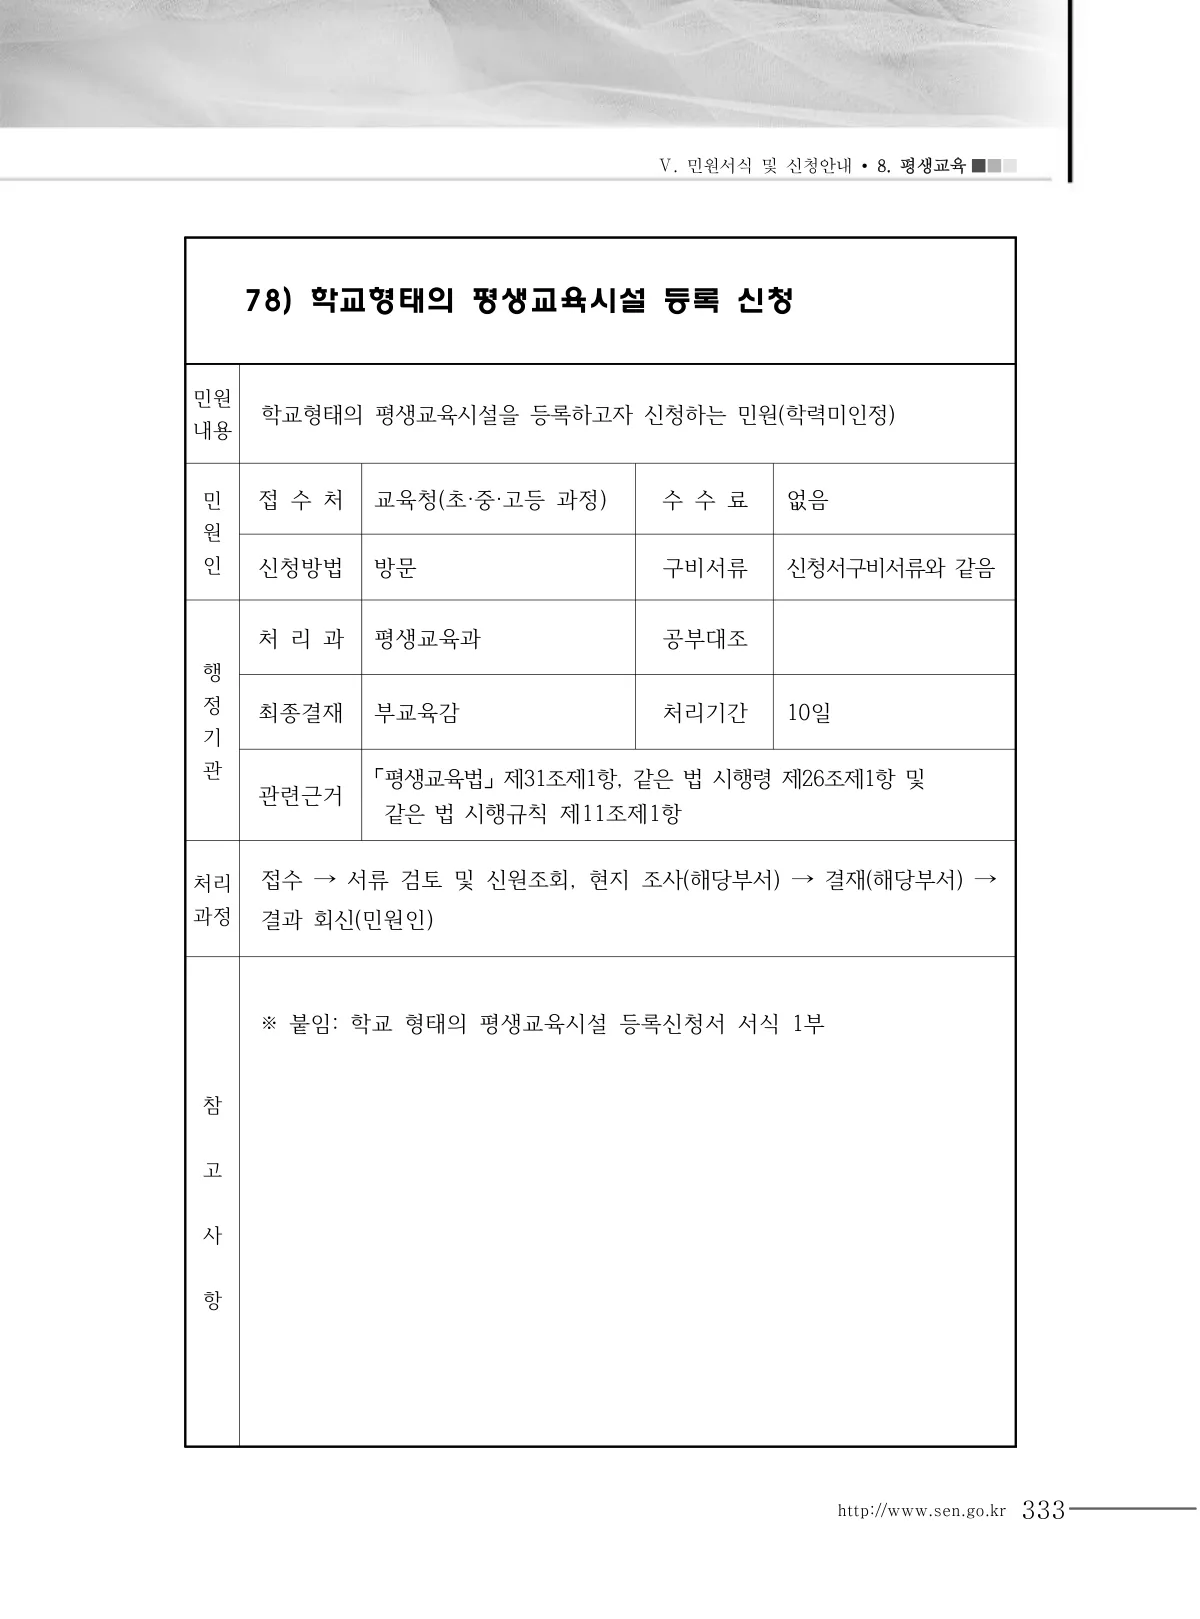 Ⅴ. 민원서식 및 신청안내 • 8. 평생교육
78) 학교형태의 평생교육시설 등록 신청
민원
내용
학교형태의 평생교육시설을 등록하고자 신청하는 민원(학력미인정)
민
원
인
접 수 처
교육청(초·중·고등 과정)
수 수 료
없음
신청방법
방문
구비서류
신청서구비서류와 같음
행
정
기
관
처 리 과
평생교육과
공부대조
최종결재
부교육감
처리기간
10일
관련근거
「평생교육법」 제31조제1항, 같은 법 시행령 제26조제1항 및
같은 법 시행규칙 제11조제1항
처리
과정
접수 → 서류 검토 및 신원조회, 현지 조사(해당부서) → 결재(해당부서) →
결과 회신(민원인)
참
고
사
항
※ 붙임: 학교 형태의 평생교육시설 등록신청서 서식 1부
http://www.sen.go.kr 333